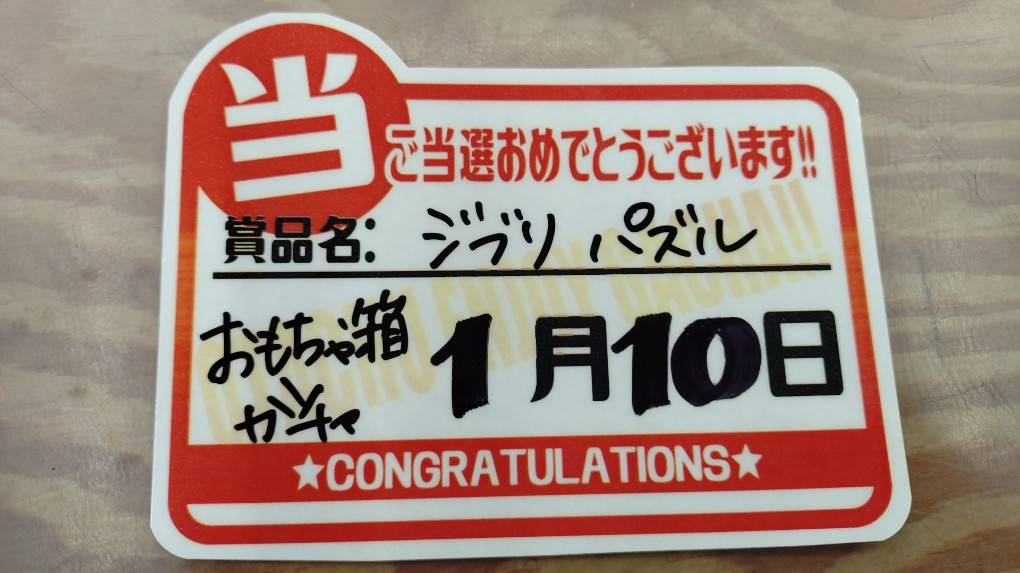 当
ご当選おめでとうございます!!
賞品名: ジブリ パズル
おもちゃ箱
ガシャ
1月10日
★CONGRATULATIONS★